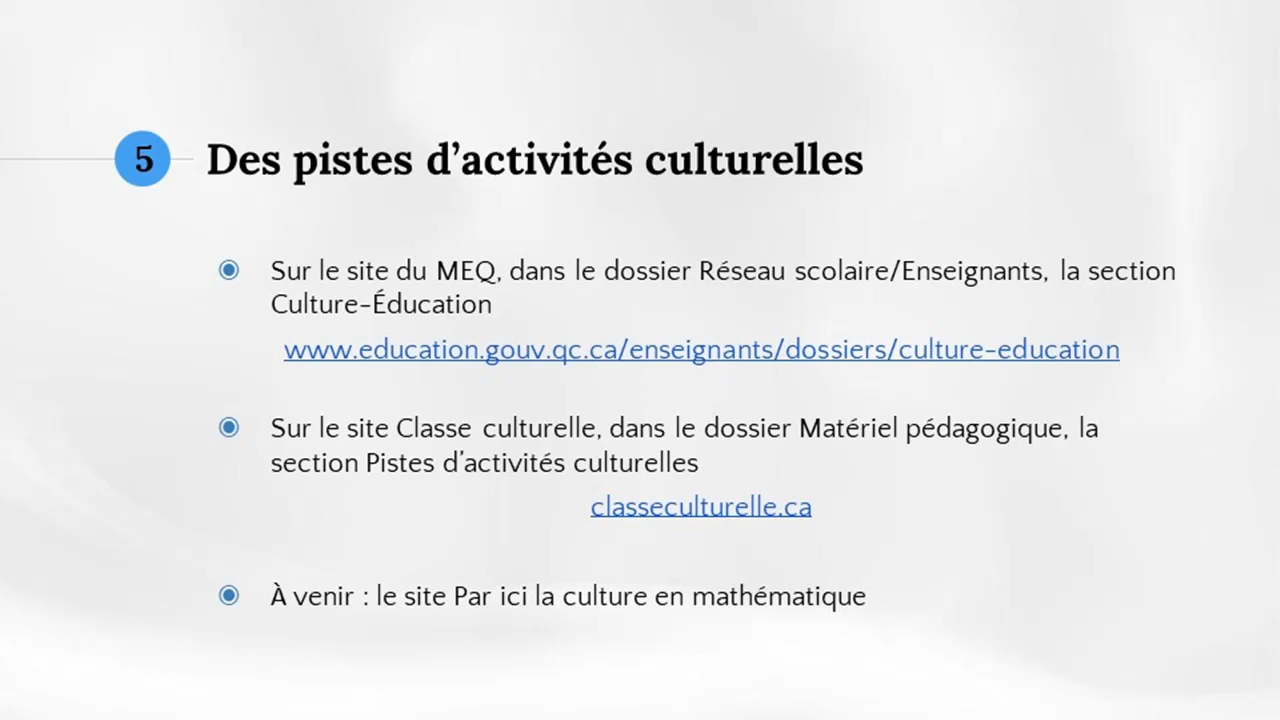 5 Des pistes d’activités culturelles
Sur le site du MEQ, dans le dossier Réseau scolaire/Enseignants, la section
Culture-Éducation
www.education.gouv.qc.ca/enseignants/dossiers/culture-education
Sur le site Classe culturelle, dans le dossier Matériel pédagogique, la
section Pistes d’activités culturelles
classeculturelle.ca
À venir : le site Par ici la culture en mathématique